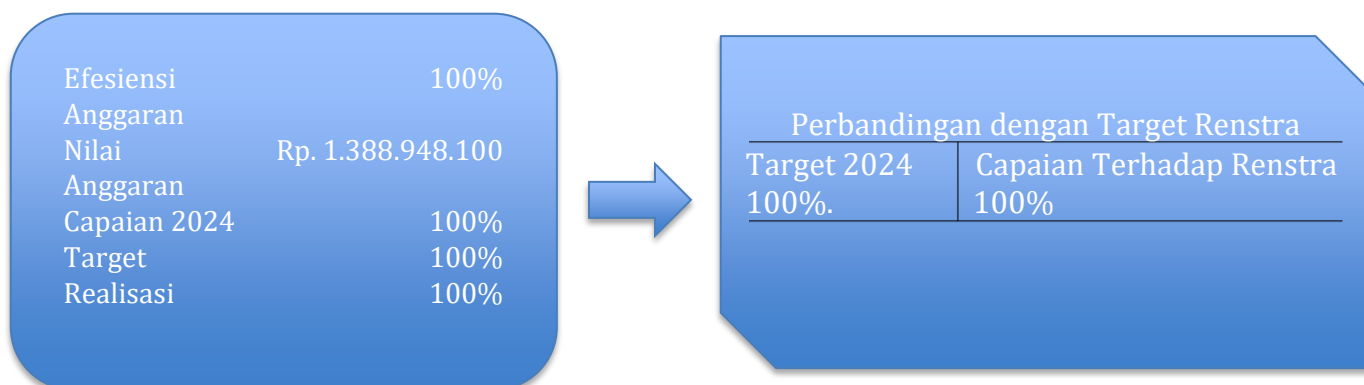 Efesiensi 100%
Anggaran
Nilai Rp. 1.388.948.100
Anggaran
Capaian 2024 100%
Target 100%
Realisasi 100%
Perbandingan dengan Target Renstra
Target 2024 Capaian Terhadap Renstra
100%. 100%